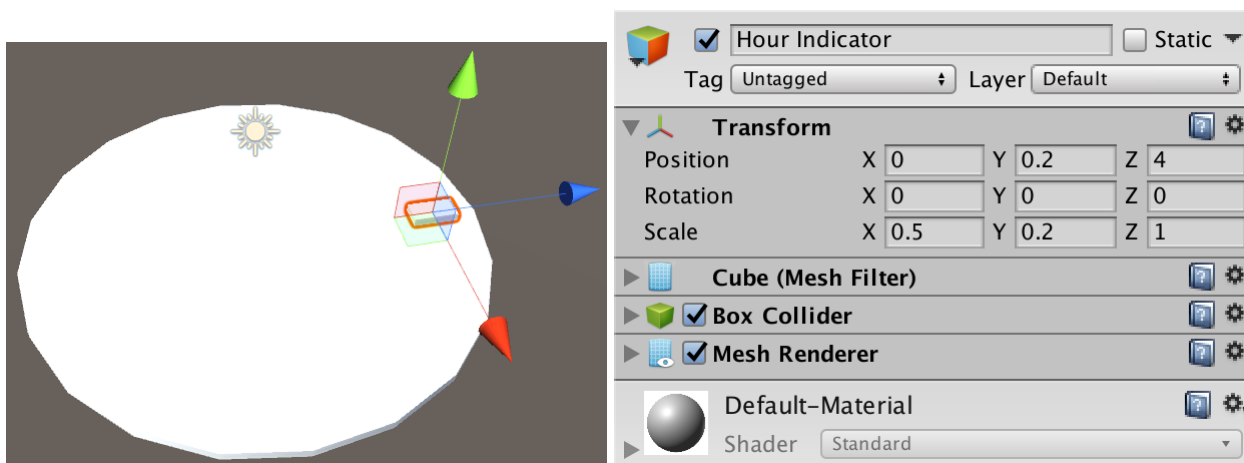 Hour Indicator Static
Tag Untagged Layer Default
Transform
Position X 0 Y 0.2 Z 4
Rotation X 0 Y 0 Z 0
Scale X 0.5 Y 0.2 Z 1
Cube (Mesh Filter)
Box Collider
Mesh Renderer
Default-Material
Shader Standard